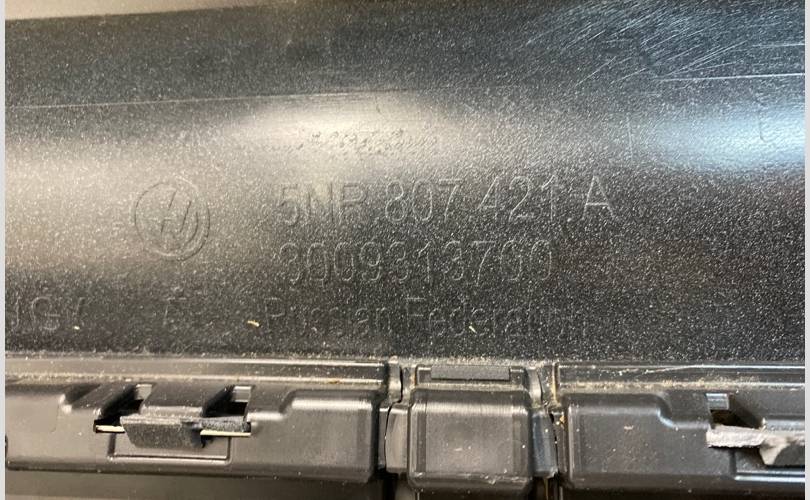 5NP.807.421.A
3009313700
Russian Federation